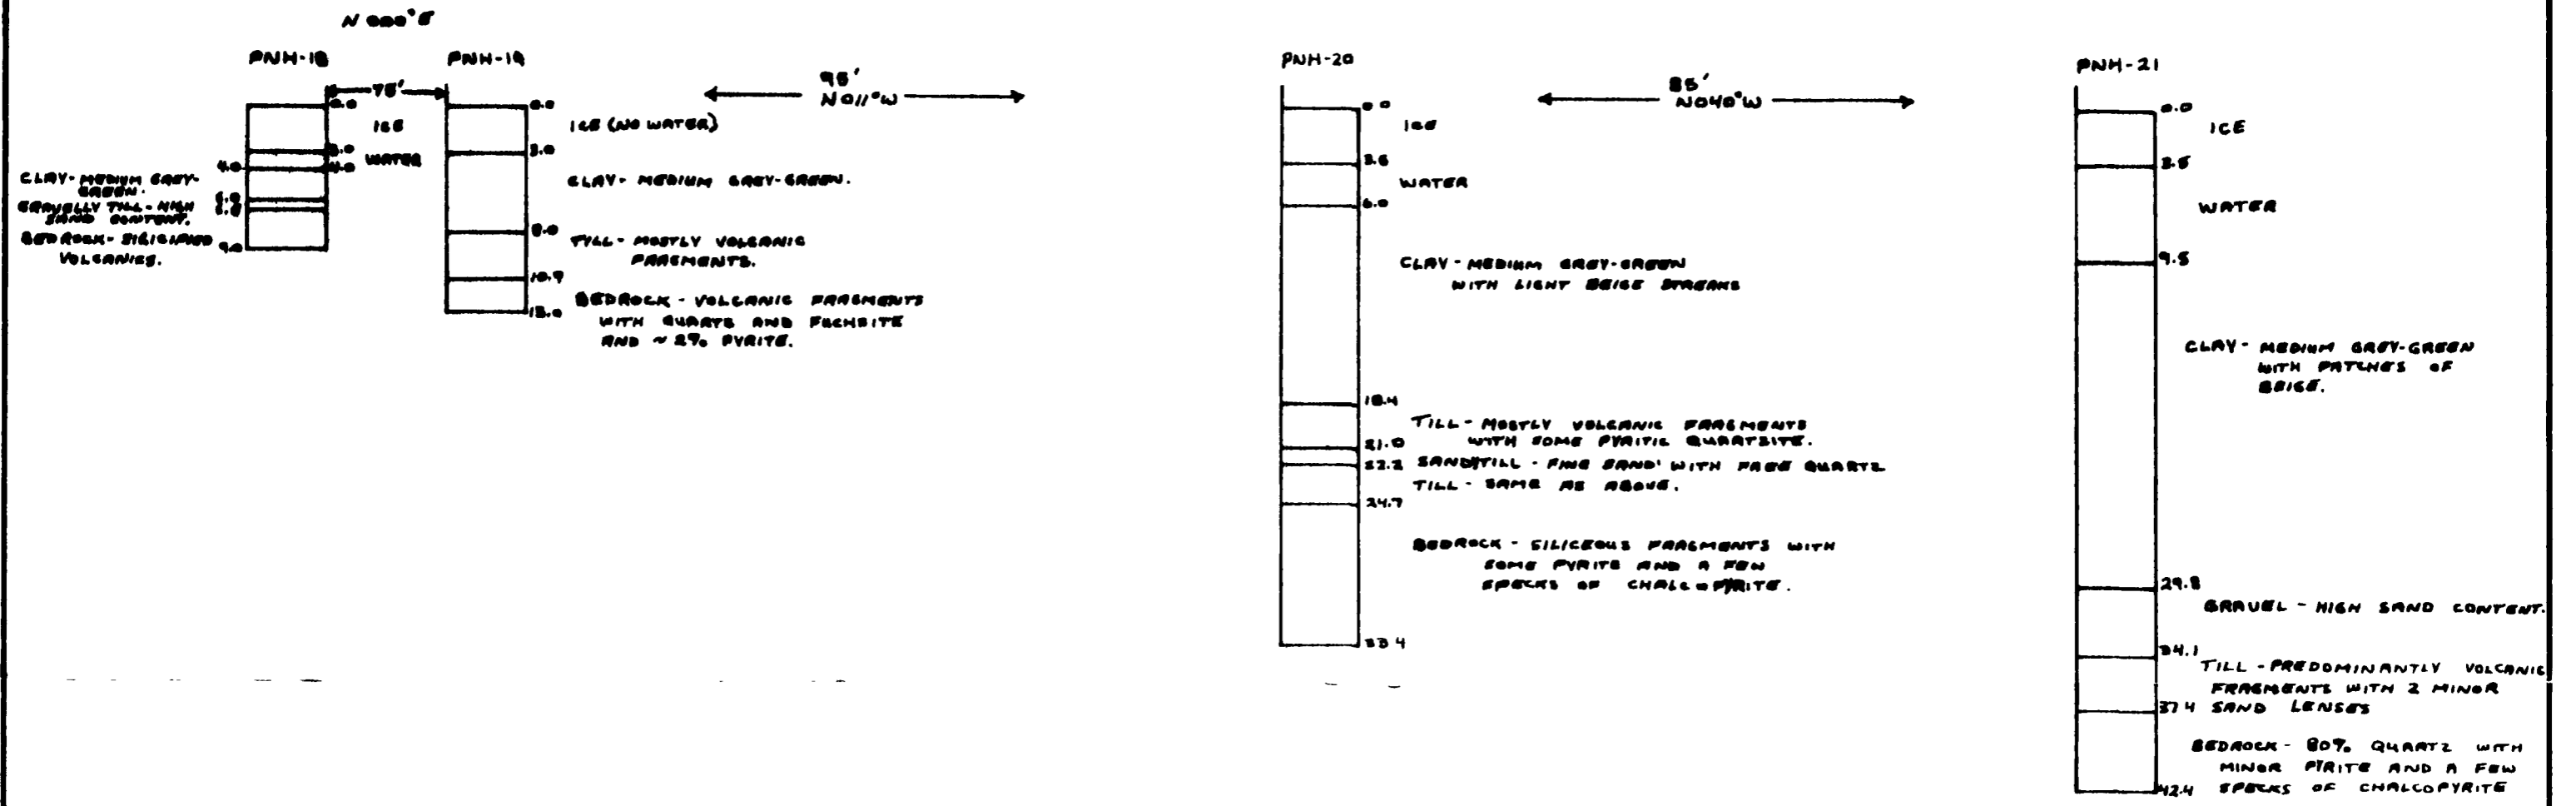 PNH-18
PNH-19
75'
0.0
ICE
3.0
WATER
4.0
4.0
CLAY- MEDIUM GREY-
GREEN.
GRAVELLY TILL - HIGH
SAND CONTENT.
BEDROCK- SILICIFIED
VOLCANICS.
9.0
0.0
ICE (NO WATER)
3.0
CLAY- MEDIUM GREY-GREEN.
8.0
TILL - MOSTLY VOLCANIC
FRAGMENTS.
10.9
BEDROCK - VOLCANIC FRAGMENTS
WITH QUARTZ AND FUCHSITE
AND ~ 2% PYRITE.
13.0
95'
N011°W
PNH-20
0.0
ICE
3.6
WATER
6.0
CLAY - MEDIUM GREY-GREEN
WITH LIGHT BEIGE STREAKS
18.4
TILL - MOSTLY VOLCANIC FRAGMENTS
WITH SOME PYRITIC QUARTZITE.
21.0
SAND/TILL - FINE SAND WITH FREE QUARTZ
22.2
TILL - SAME AS ABOVE.
24.7
BEDROCK - SILICEOUS FRAGMENTS WITH
SOME PYRITE AND A FEW
SPECKS OF CHALCOPYRITE.
33.4
85'
N040°W
PNH-21
0.0
ICE
3.5
WATER
9.5
CLAY - MEDIUM GREY-GREEN
WITH PATCHES OF
BEIGE.
29.8
GRAVEL - HIGH SAND CONTENT.
34.1
TILL - PREDOMINANTLY VOLCANIC
FRAGMENTS WITH 2 MINOR
37.4 SAND LENSES
BEDROCK - 80% QUARTZ WITH
MINOR PYRITE AND A FEW
42.4 SPECKS OF CHALCOPYRITE